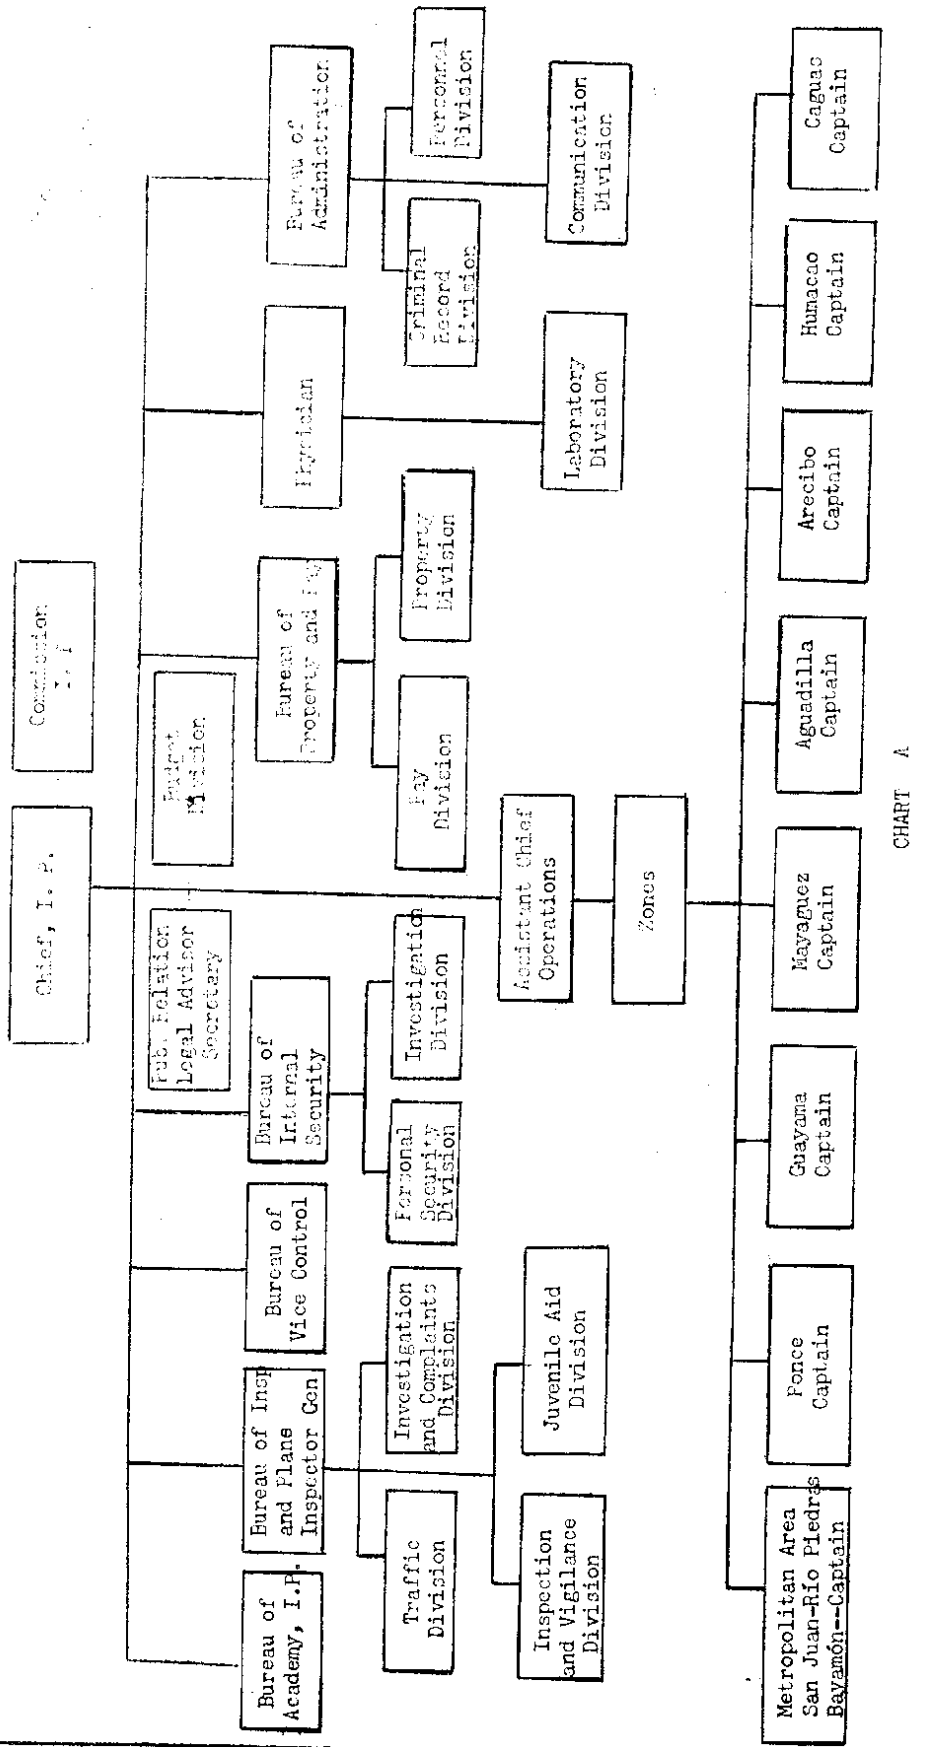 Chief, I. P.
Commission
I. P
Pub. Relation
Legal Advisor
Secretary
Budget
Division
Bureau of
Academy, I.P.
Bureau of Insp
and Plane
Inspector Gen.
Bureau of
Vice Control
Bureau of
Internal
Security
Bureau of
Property and Pay
Physician
Bureau of
Administration
Traffic
Division
Investigation
and Complaints
Division
Personal
Security
Division
Investigation
Division
Pay
Division
Property
Division
Criminal
Record
Division
Personnel
Division
Inspection
and Vigilance
Division
Juvenile Aid
Division
Assistant Chief
Operations
Laboratory
Division
Communication
Division
Zones
Metropolitan Area
San Juan-Río Piedras
Bayamón--Captain
Ponce
Captain
Guayama
Captain
Mayaguez
Captain
Aguadilla
Captain
Arecibo
Captain
Humacao
Captain
Caguas
Captain
CHART A